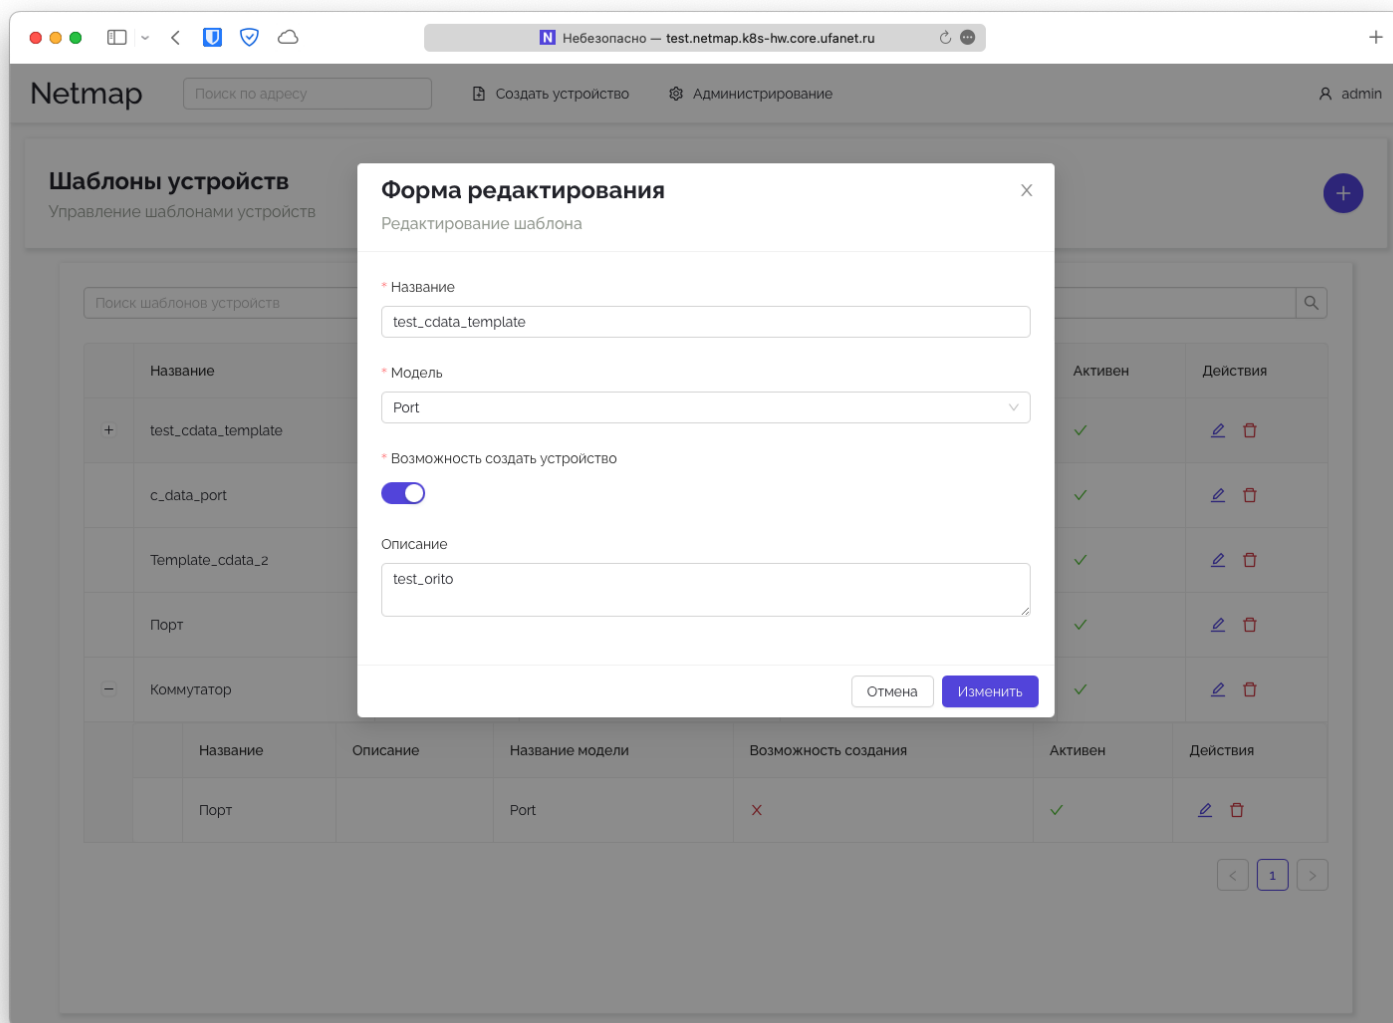 N Небезопасно — test.netmap.k8s-hw.core.ufanet.ru
Netmap
Поиск по адресу
Создать устройство
Администрирование
admin
Шаблоны устройств
Управление шаблонами устройств
Форма редактирования
Редактирование шаблона
* Название
test_cdata_template
* Модель
Port
* Возможность создать устройство
Описание
test_orito
Отмена
Изменить
Поиск шаблонов устройств
Название
Активен
Действия
test_cdata_template
c_data_port
Template_cdata_2
Порт
Коммутатор
Название
Описание
Название модели
Возможность создания
Активен
Действия
Порт
Port
1